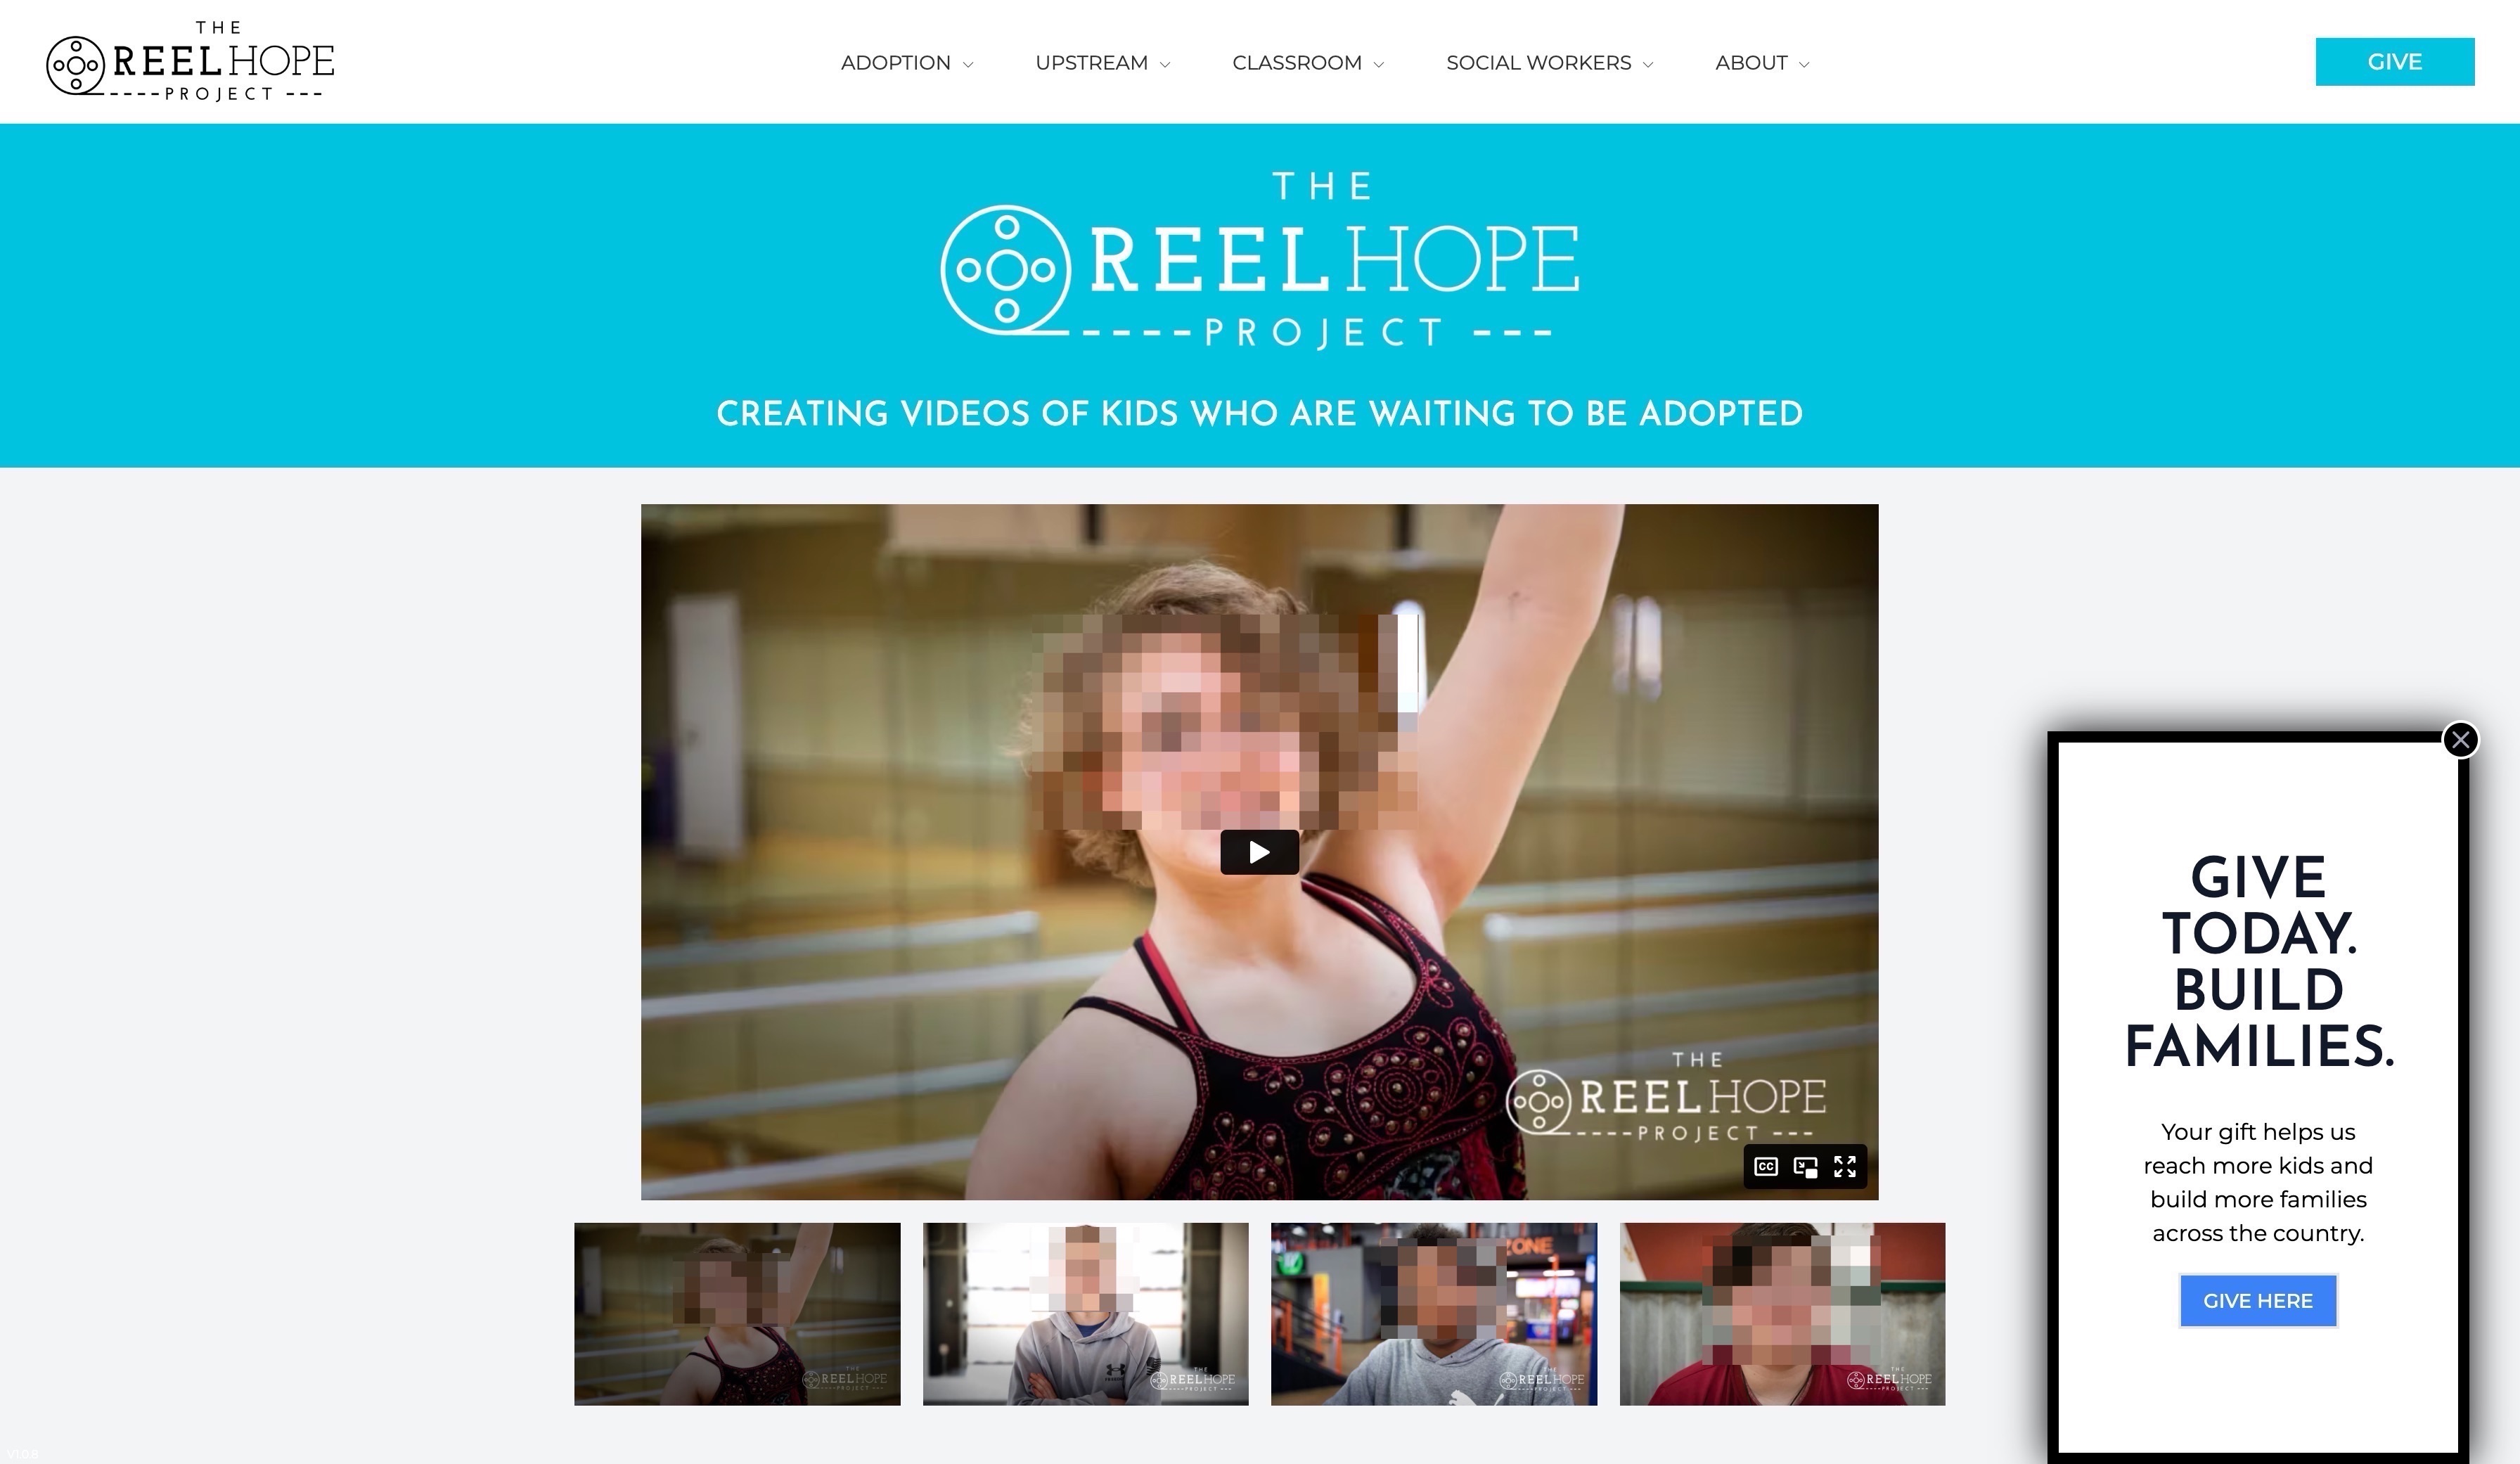 THE
REEL HOPE
PROJECT
ADOPTION
UPSTREAM
CLASSROOM
SOCIAL WORKERS
ABOUT
GIVE
THE
REEL HOPE
PROJECT
CREATING VIDEOS OF KIDS WHO ARE WAITING TO BE ADOPTED
THE
REEL HOPE
PROJECT
CC
GIVE
TODAY.
BUILD
FAMILIES.
Your gift helps us
reach more kids and
build more families
across the country.
GIVE HERE
THE
REEL HOPE
PROJECT
THE
REEL HOPE
PROJECT
ZONE
THE
REEL HOPE
PROJECT
THE
REEL HOPE
PROJECT